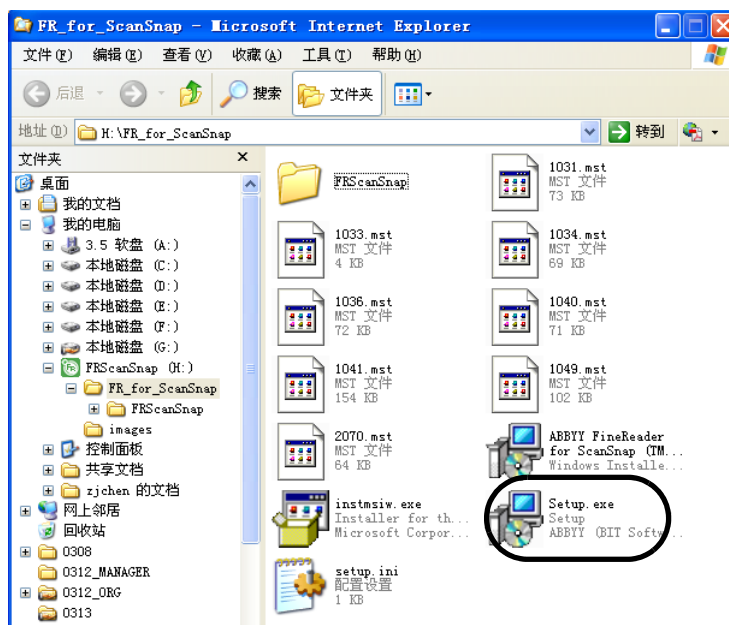 FR_for_ScanSnap - Microsoft Internet Explorer
文件(F) 编辑(E) 查看(V) 收藏(A) 工具(T) 帮助(H)
后退 搜索 文件夹
地址(D) H:\FR_for_ScanSnap 转到
文件夹
桌面
我的文档
我的电脑
3.5 软盘 (A:)
本地磁盘 (C:)
本地磁盘 (D:)
本地磁盘 (E:)
本地磁盘 (F:)
本地磁盘 (G:)
FRScanSnap (H:)
FR_for_ScanSnap
FRScanSnap
images
控制面板
共享文档
zjchen 的文档
网上邻居
回收站
0308
0312_MANAGER
0312_ORG
0313
FRScanSnap
1031.mst
MST 文件
73 KB
1033.mst
MST 文件
4 KB
1034.mst
MST 文件
69 KB
1036.mst
MST 文件
72 KB
1040.mst
MST 文件
71 KB
1041.mst
MST 文件
154 KB
1049.mst
MST 文件
102 KB
2070.mst
MST 文件
64 KB
ABBYY FineReader
for ScanSnap (TM...
Windows Installe...
instmsiw.exe
Installer for th...
Microsoft Corpor...
Setup.exe
Setup
ABBYY (BIT Softw...
setup.ini
配置设置
1 KB